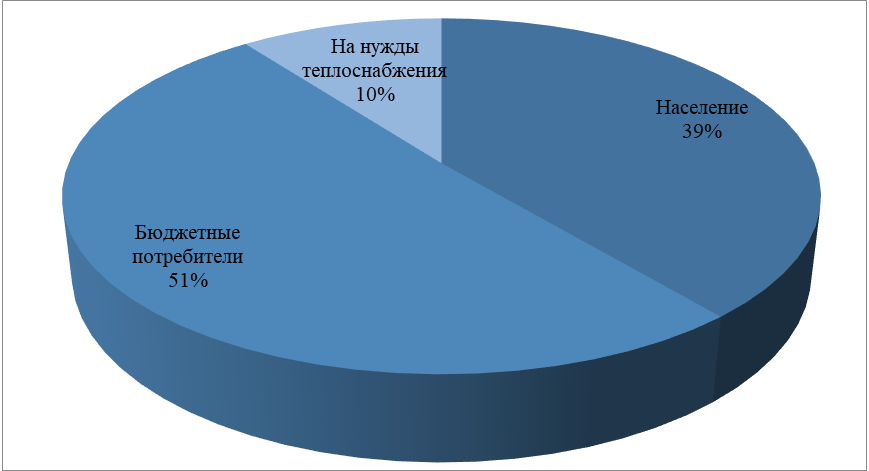 На нужды
теплоснабжения
10%
Население
39%
Бюджетные
потребители
51%